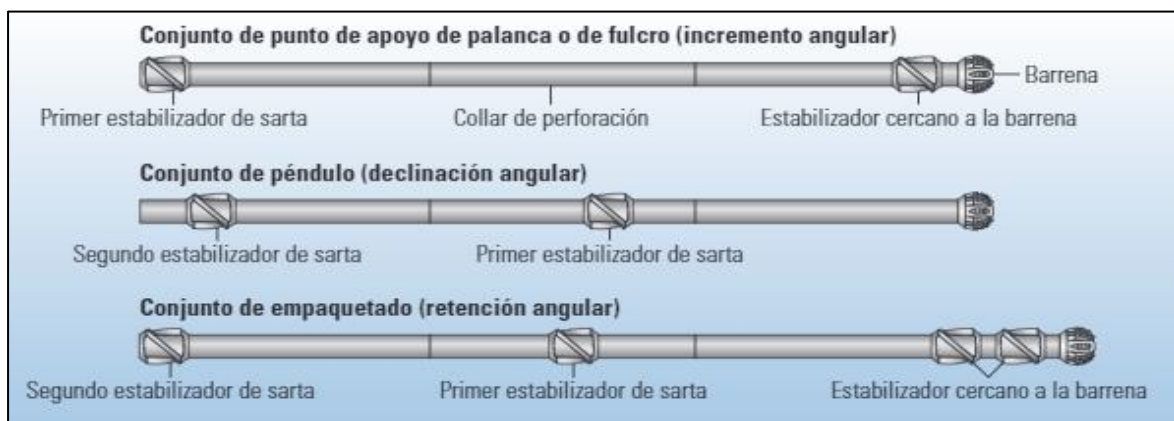 Conjunto de punto de apoyo de palanca o de fulcro (incremento angular)
Barrena
Primer estabilizador de sarta
Collar de perforación
Estabilizador cercano a la barrena
Conjunto de péndulo (declinación angular)
Segundo estabilizador de sarta
Primer estabilizador de sarta
Conjunto de empaquetado (retención angular)
Segundo estabilizador de sarta
Primer estabilizador de sarta
Estabilizador cercano a la barrena